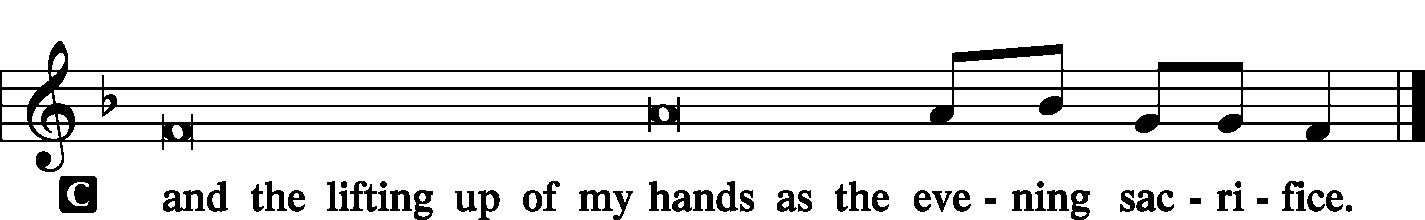 C and the lifting up of my hands as the eve - ning sac - ri - fice.